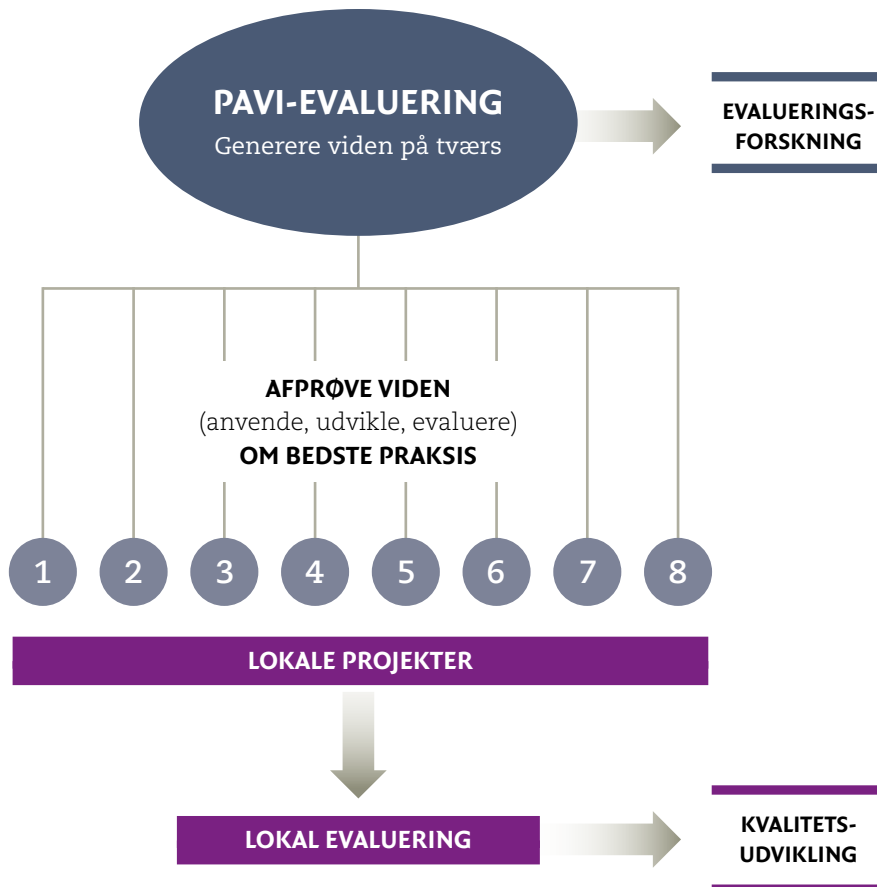 PAVI-EVALUERING
Generere viden på tværs
EVALUERINGS-
FORSKNING
AFPRØVE VIDEN
(anvende, udvikle, evaluere)
OM BEDSTE PRAKSIS
1 2 3 4 5 6 7 8
LOKALE PROJEKTER
LOKAL EVALUERING
KVALITETS-
UDVIKLING